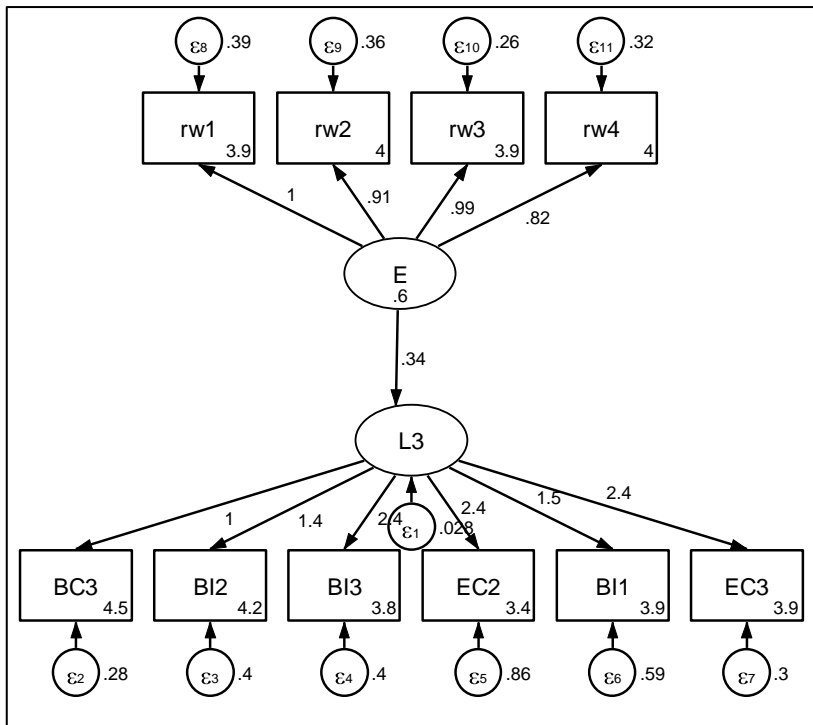 ε8 .39 ε9 .36 ε10 .26 ε11 .32
rw1 rw2 rw3 rw4
3.9 4 3.9 4
1 .91 .99 .82
E
.6
.34
L3
1 1.4 2.4 2.4 1.5 2.4
ε1 .028
BC3 BI2 BI3 EC2 BI1 EC3
4.5 4.2 3.8 3.4 3.9 3.9
ε2 .28 ε3 .4 ε4 .4 ε5 .86 ε6 .59 ε7 .3